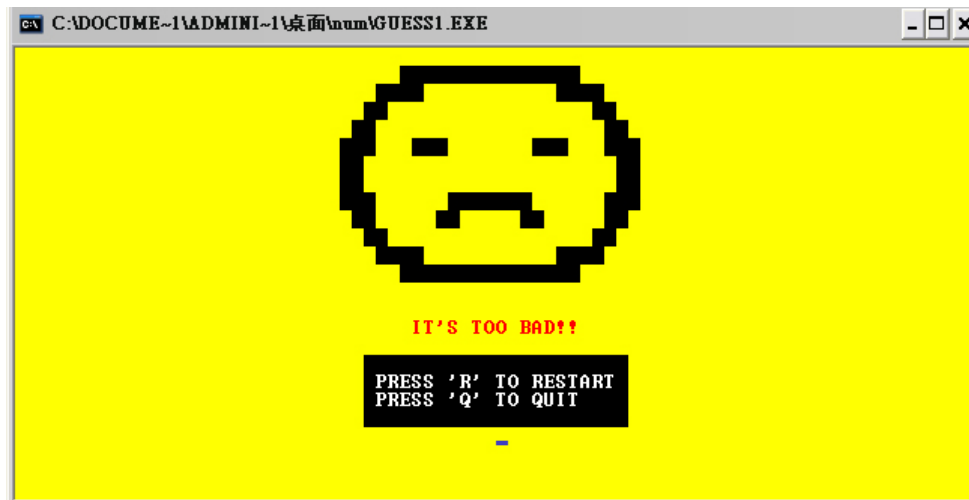 C:\DOCUME~1\ADMINI~1\桌面\num\GUESS1.EXE
IT'S TOO BAD!!
PRESS 'R' TO RESTART
PRESS 'Q' TO QUIT